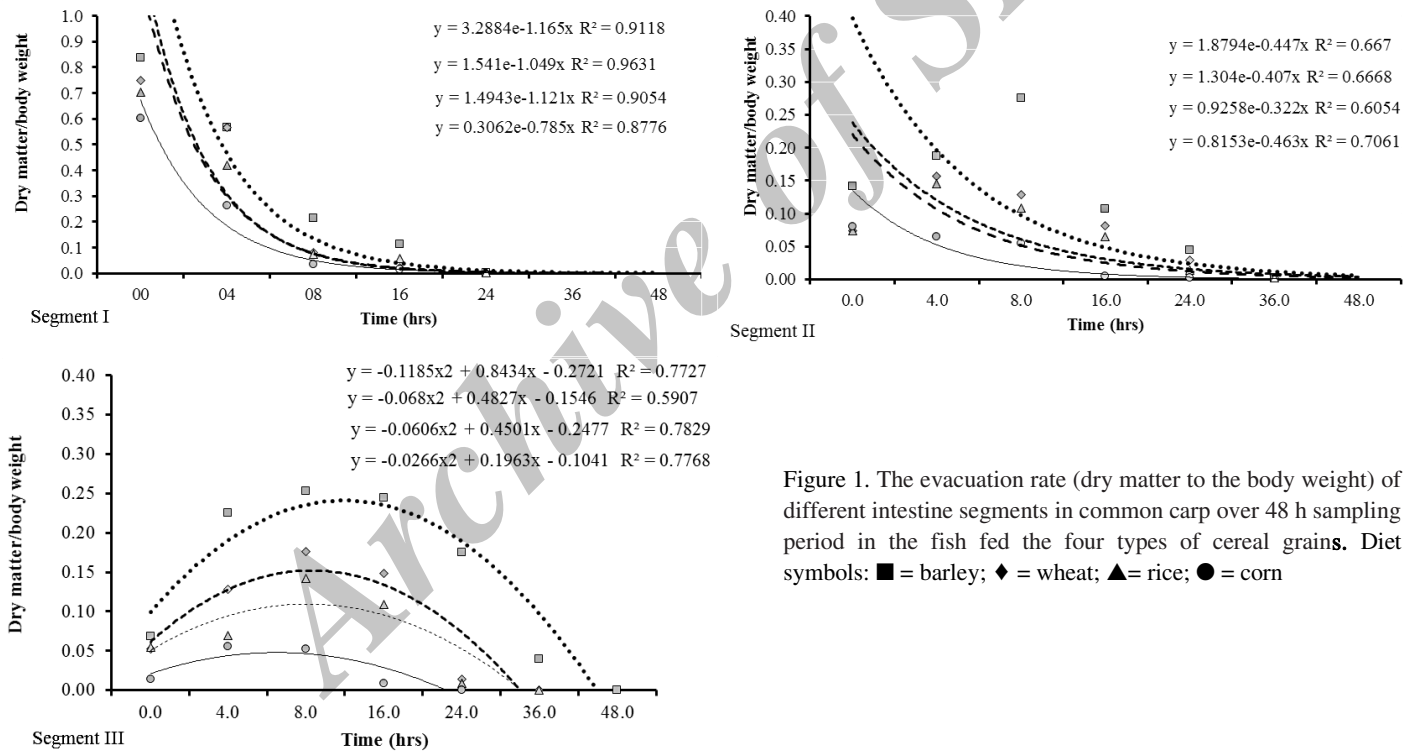 1.0
0.9
0.8
0.7
0.6
0.5
0.4
0.3
0.2
0.1
0.0
Dry matter/body weight
y = 3.2884e-1.165x R² = 0.9118
y = 1.541e-1.049x R² = 0.9631
y = 1.4943e-1.121x R² = 0.9054
y = 0.3062e-0.785x R² = 0.8776
00 04 08 16 24 36 48
Segment I
Time (hrs)
0.40
0.35
0.30
0.25
0.20
0.15
0.10
0.05
0.00
Dry matter/body weight
y = 1.8794e-0.447x R² = 0.667
y = 1.304e-0.407x R² = 0.6668
y = 0.9258e-0.322x R² = 0.6054
y = 0.8153e-0.463x R² = 0.7061
0.0 4.0 8.0 16.0 24.0 36.0 48.0
Segment II
Time (hrs)
0.40
0.35
0.30
0.25
0.20
0.15
0.10
0.05
0.00
Dry matter/body weight
y = -0.1185x2 + 0.8434x - 0.2721 R² = 0.7727
y = -0.068x2 + 0.4827x - 0.1546 R² = 0.5907
y = -0.0606x2 + 0.4501x - 0.2477 R² = 0.7829
y = -0.0266x2 + 0.1963x - 0.1041 R² = 0.7768
0.0 4.0 8.0 16.0 24.0 36.0 48.0
Segment III
Time (hrs)
Figure 1. The evacuation rate (dry matter to the body weight) of
different intestine segments in common carp over 48 h sampling
period in the fish fed the four types of cereal grains. Diet
symbols: ■ = barley; ♦ = wheat; ▲= rice; ● = corn
Archive of